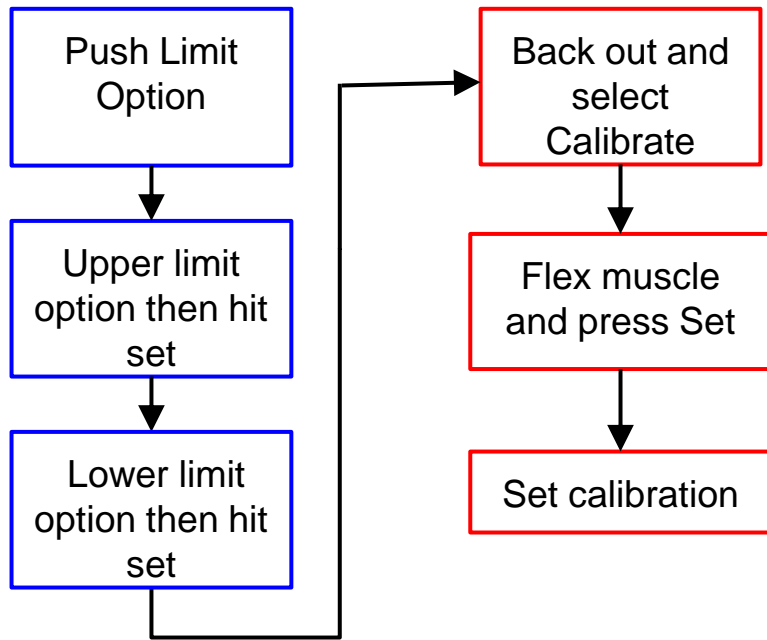 Push Limit
Option
Upper limit
option then hit
set
Lower limit
option then hit
set
Back out and
select
Calibrate
Flex muscle
and press Set
Set calibration